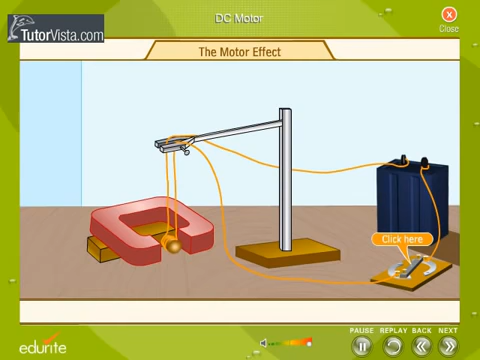 DC Motor
TutorVista.com
Close
The Motor Effect
Click here
PAUSE REPLAY BACK NEXT
edurite